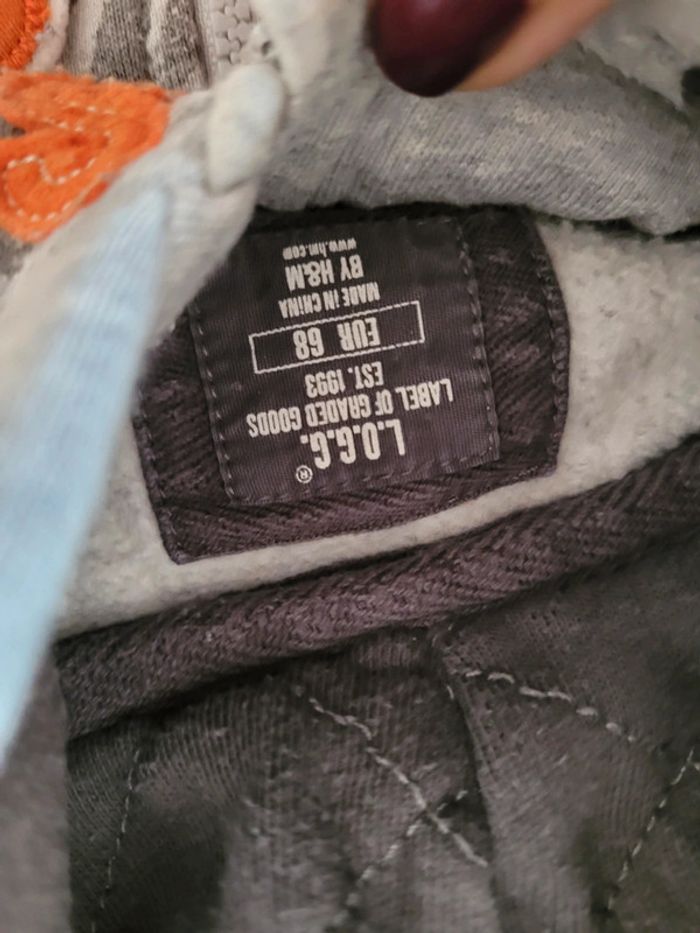 L.O.G.G.®
LABEL OF GRADED GOODS
EST. 1993
EUR 68
MADE IN CHINA
BY H&M
www.hm.com